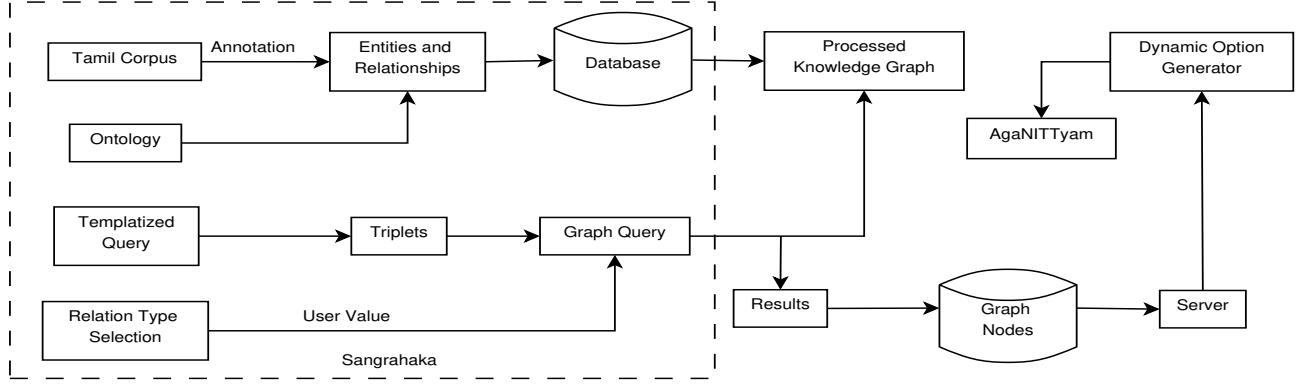 Tamil Corpus
Annotation
Entities and
Relationships
Database
Processed
Knowledge Graph
Dynamic Option
Generator
AgaNITTyam
Ontology
Templatized
Query
Triplets
Graph Query
Results
Graph
Nodes
Server
Relation Type
Selection
User Value
Sangrahaka